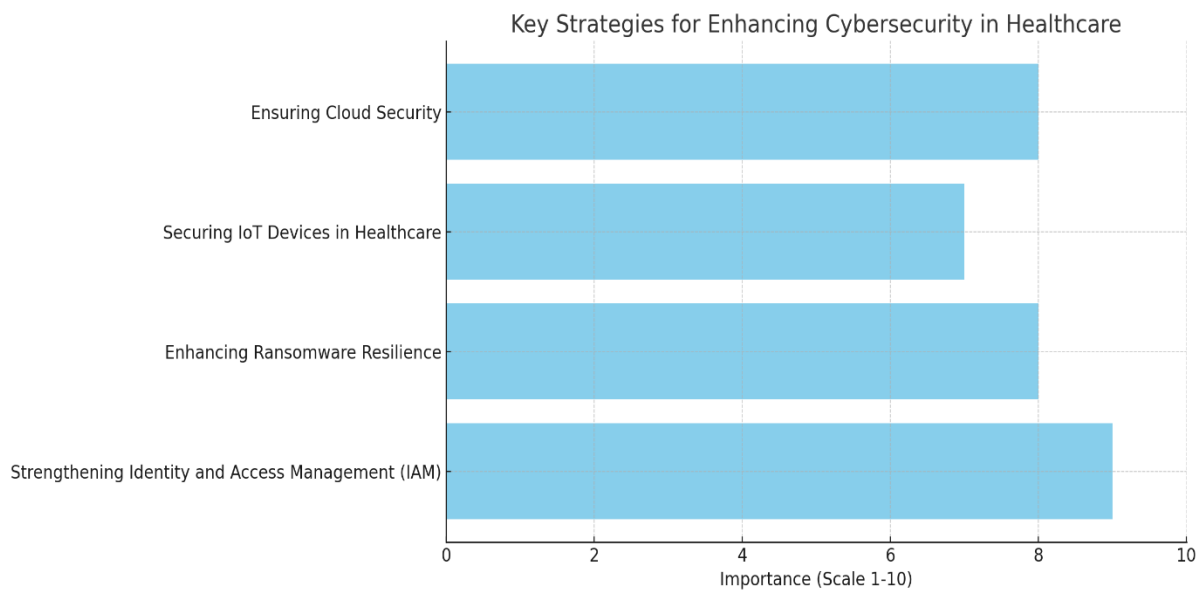 Key Strategies for Enhancing Cybersecurity in Healthcare
Ensuring Cloud Security
Securing IoT Devices in Healthcare
Enhancing Ransomware Resilience
Strengthening Identity and Access Management (IAM)
0 2 4 6 8 10
Importance (Scale 1-10)